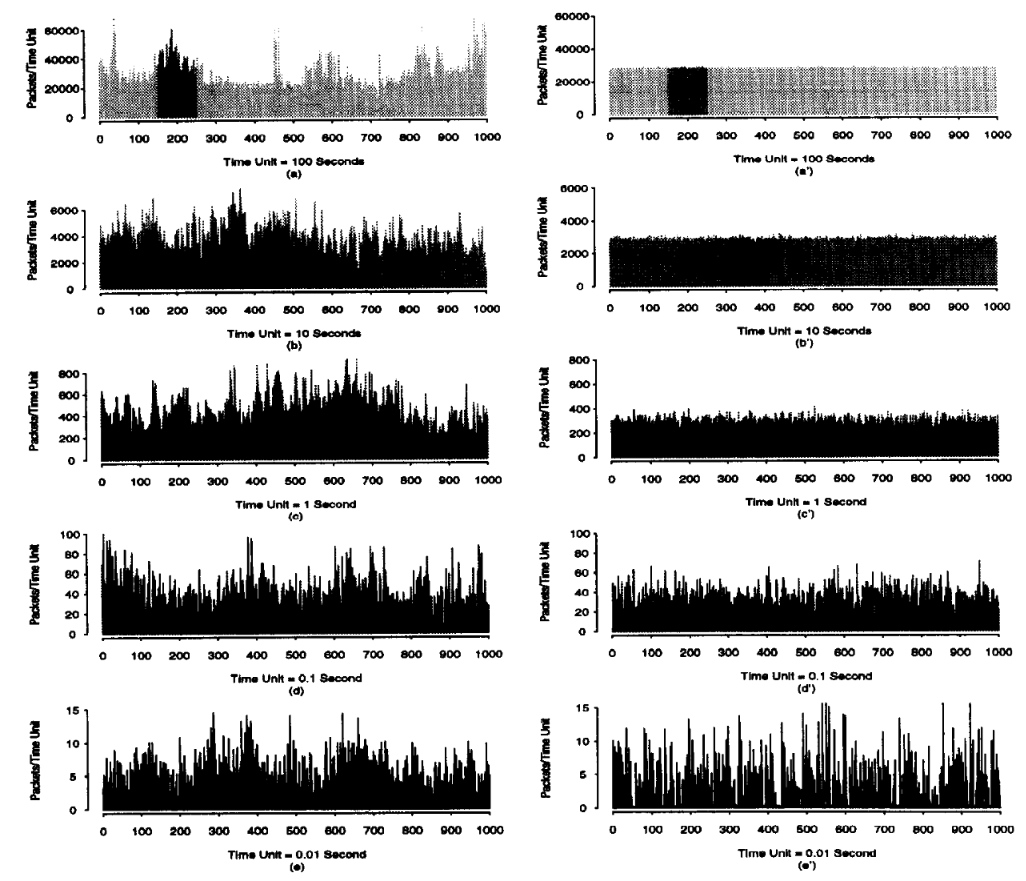 Packets/Time Unit
60000
40000
20000
0
0 100 200 300 400 500 600 700 800 900 1000
Time Unit = 100 Seconds
(a)
Packets/Time Unit
60000
40000
20000
0
0 100 200 300 400 500 600 700 800 900 1000
Time Unit = 100 Seconds
(a')
Packets/Time Unit
6000
4000
2000
0
0 100 200 300 400 500 600 700 800 900 1000
Time Unit = 10 Seconds
(b)
Packets/Time Unit
6000
4000
2000
0
0 100 200 300 400 500 600 700 800 900 1000
Time Unit = 10 Seconds
(b')
Packets/Time Unit
800
600
400
200
0
0 100 200 300 400 500 600 700 800 900 1000
Time Unit = 1 Second
(c)
Packets/Time Unit
800
600
400
200
0
0 100 200 300 400 500 600 700 800 900 1000
Time Unit = 1 Second
(c')
Packets/Time Unit
100
80
60
40
20
0
0 100 200 300 400 500 600 700 800 900 1000
Time Unit = 0.1 Second
(d)
Packets/Time Unit
100
80
60
40
20
0
0 100 200 300 400 500 600 700 800 900 1000
Time Unit = 0.1 Second
(d')
Packets/Time Unit
15
10
5
0
0 100 200 300 400 500 600 700 800 900 1000
Time Unit = 0.01 Second
(e)
Packets/Time Unit
15
10
5
0
0 100 200 300 400 500 600 700 800 900 1000
Time Unit = 0.01 Second
(e')